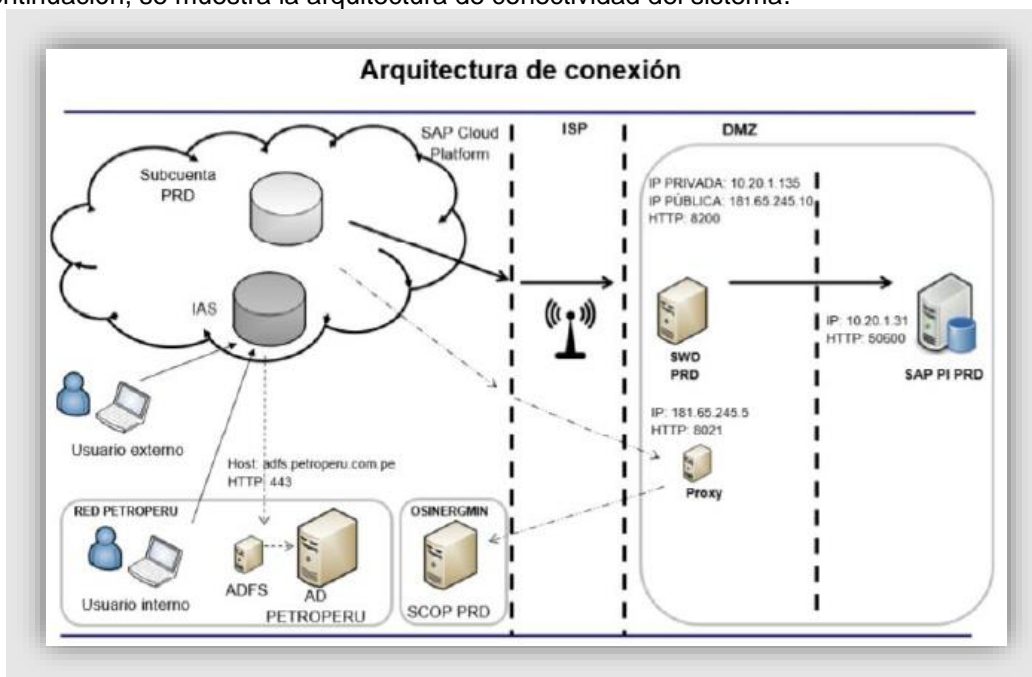 continuación, se muestra la arquitectura de conectividad del sistema:
Arquitectura de conexión
SAP Cloud
Platform
ISP
DMZ
Subcuenta
PRD
IAS
IP PRIVADA: 10.20.1.135
IP PÚBLICA: 181.65.245.10
HTTP: 8200
SWD
PRD
IP: 10.20.1.31
HTTP: 50600
SAP PI PRD
Usuario externo
IP: 181.65.245.5
HTTP: 8021
Proxy
Host: adfs.petroperu.com.pe
HTTP: 443
RED PETROPERU
Usuario interno
ADFS
AD
PETROPERU
OSINERGMIN
SCOP PRD